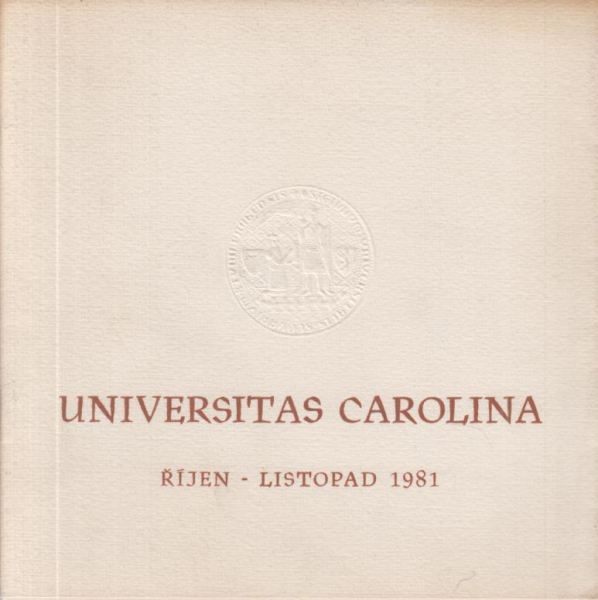 UNIVERSITAS CAROLINA
ŘÍJEN - LISTOPAD 1981